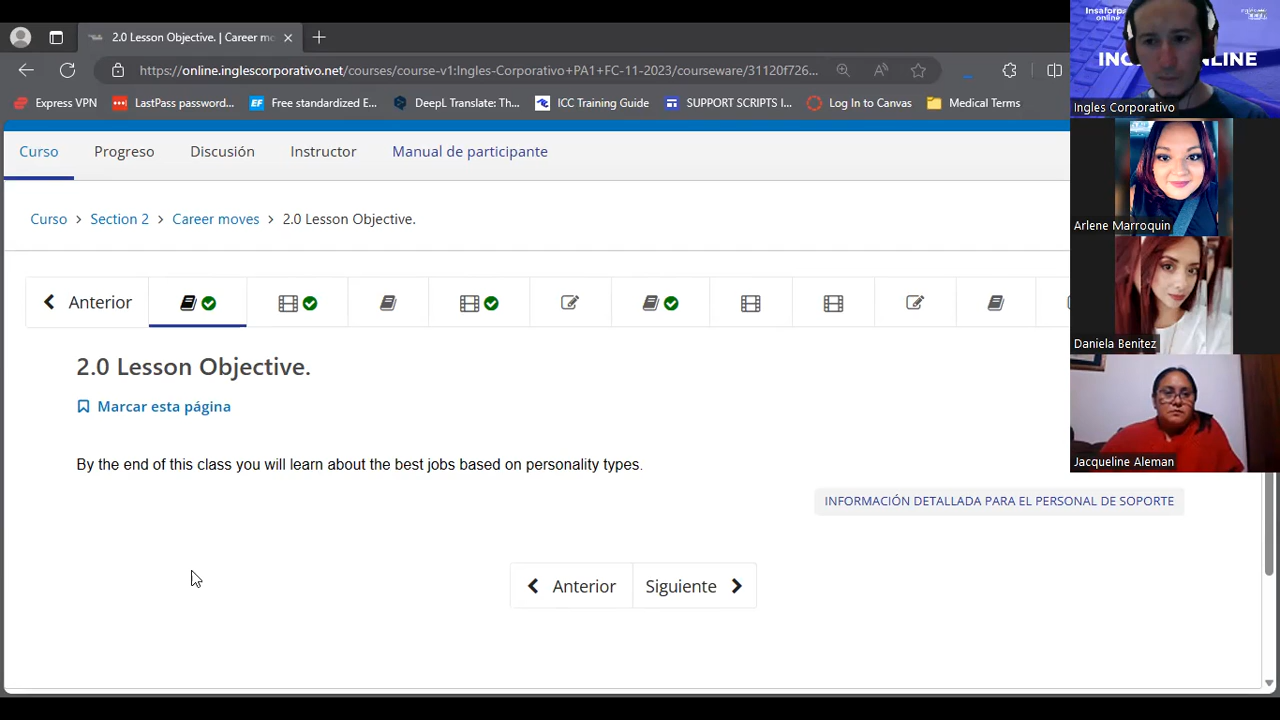 2.0 Lesson Objective. | Career mo
https://online.inglescorporativo.net/courses/course-v1:Ingles-Corporativo+PA1+FC-11-2023/courseware/31120f726...
Express VPN
LastPass password...
Free standardized E...
DeepL Translate: Th...
ICC Training Guide
SUPPORT SCRIPTS I...
Log In to Canvas
Medical Terms
Curso
Progreso
Discusión
Instructor
Manual de participante
Curso > Section 2 > Career moves > 2.0 Lesson Objective.
Anterior
2.0 Lesson Objective.
Marcar esta página
By the end of this class you will learn about the best jobs based on personality types.
INFORMACIÓN DETALLADA PARA EL PERSONAL DE SOPORTE
Anterior
Siguiente
Insaforp
online
Ingles Corporativo
Arlene Marroquin
Daniela Benitez
Jacqueline Aleman